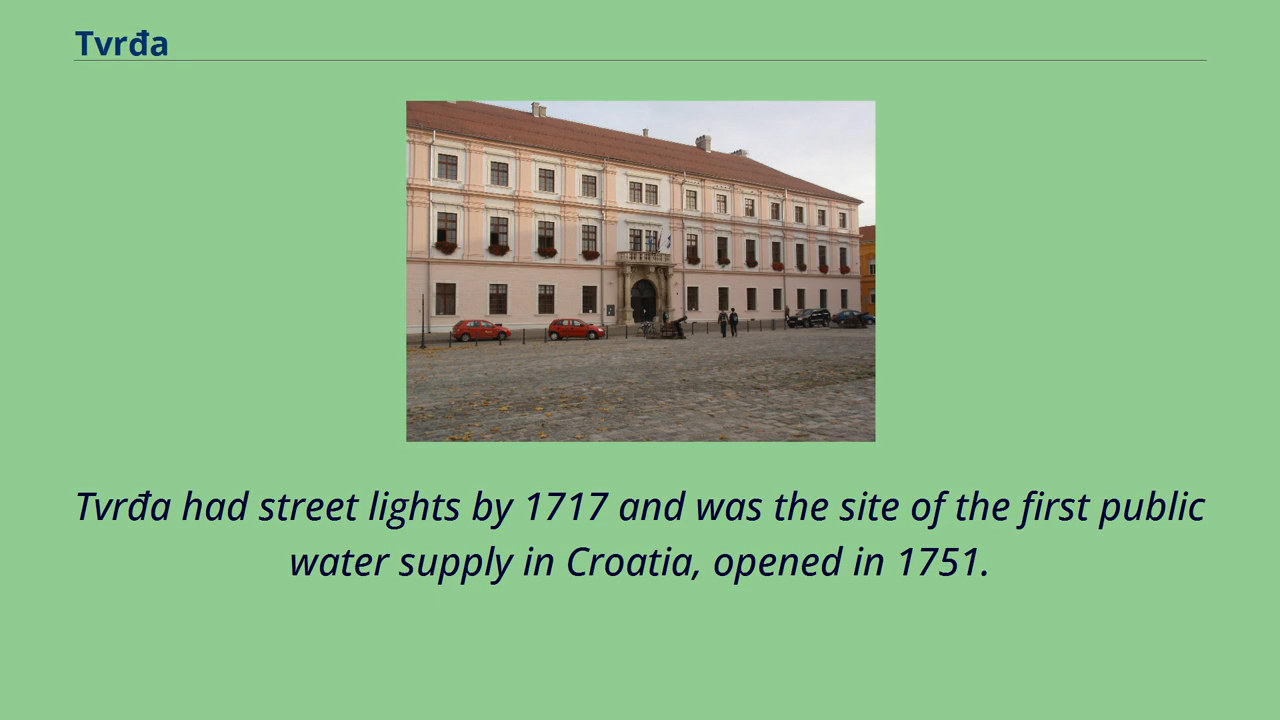 Tvrđa
Tvrđa had street lights by 1717 and was the site of the first public
water supply in Croatia, opened in 1751.